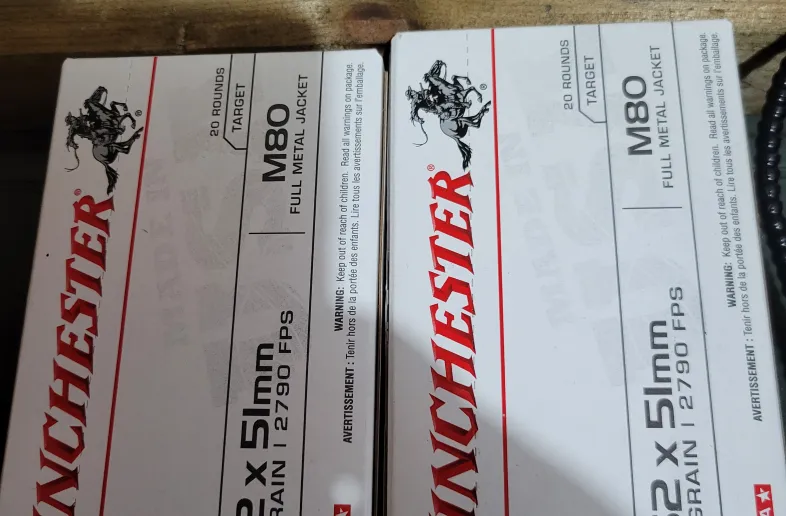 WINCHESTER
®
20 ROUNDS
TARGET
M80
FULL METAL JACKET
2 x 51mm
RAIN | 2790 FPS
WARNING: Keep out of reach of children. Read all warnings on package.
AVERTISSEMENT : Tenir hors de la portée des enfants. Lire tous les avertissements sur l'emballage.
WINCHESTER
®
20 ROUNDS
TARGET
M80
FULL METAL JACKET
62 x 51mm
GRAIN | 2790 FPS
WARNING: Keep out of reach of children. Read all warnings on package.
AVERTISSEMENT : Tenir hors de la portée des enfants. Lire tous les avertissements sur l'emballage.
A